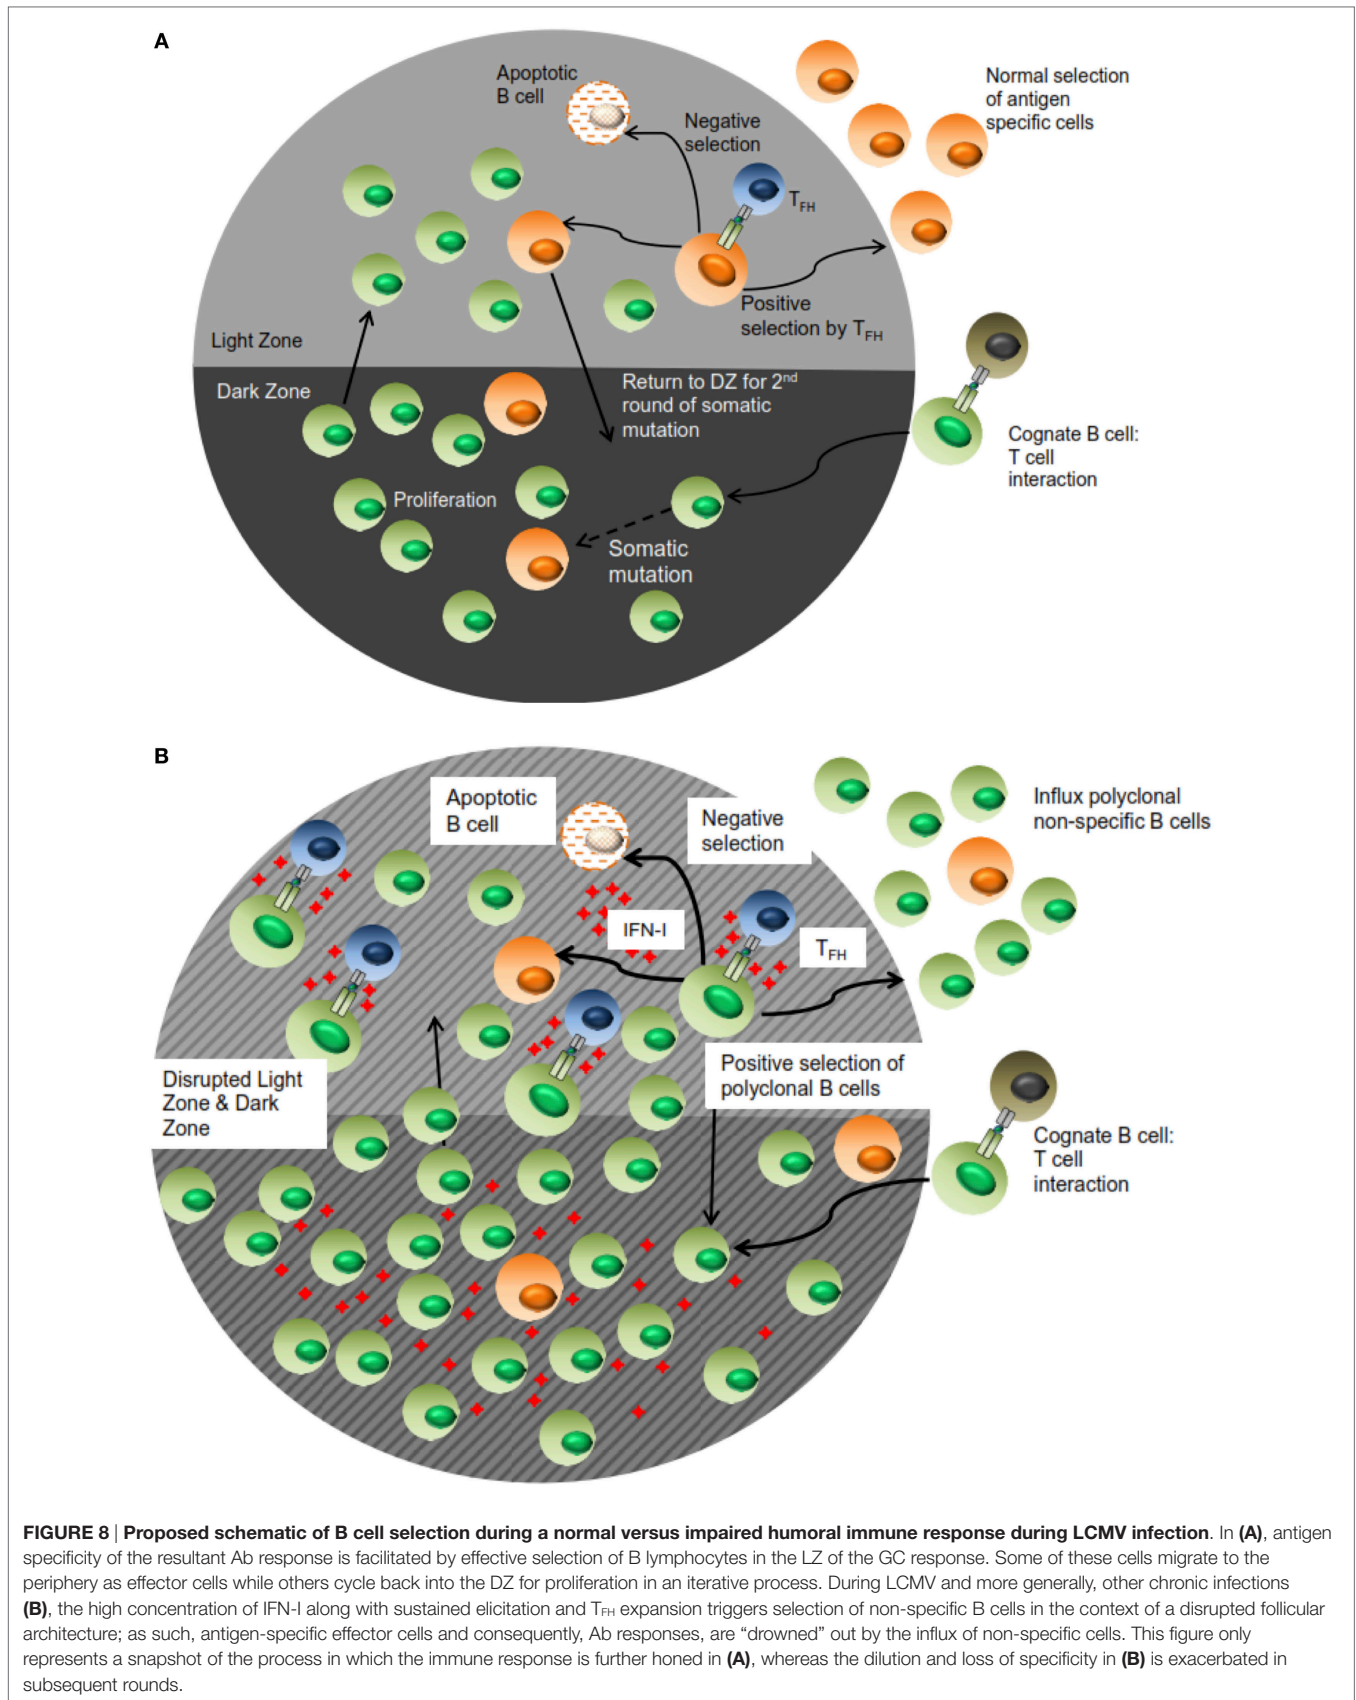 A
Apoptotic
B cell
Negative
selection
Normal selection
of antigen
specific cells
TFH
Positive
selection by TFH
Light Zone
Dark Zone
Return to DZ for 2nd
round of somatic
mutation
Cognate B cell:
T cell
interaction
Proliferation
Somatic
mutation
B
Apoptotic
B cell
Negative
selection
Influx polyclonal
non-specific B cells
IFN-I
TFH
Disrupted Light
Zone & Dark
Zone
Positive selection of
polyclonal B cells
Cognate B cell:
T cell
interaction
FIGURE 8 | Proposed schematic of B cell selection during a normal versus impaired humoral immune response during LCMV infection. In (A), antigen
specificity of the resultant Ab response is facilitated by effective selection of B lymphocytes in the LZ of the GC response. Some of these cells migrate to the
periphery as effector cells while others cycle back into the DZ for proliferation in an iterative process. During LCMV and more generally, other chronic infections
(B), the high concentration of IFN-I along with sustained elicitation and TFH expansion triggers selection of non-specific B cells in the context of a disrupted follicular
architecture; as such, antigen-specific effector cells and consequently, Ab responses, are “drowned” out by the influx of non-specific cells. This figure only
represents a snapshot of the process in which the immune response is further honed in (A), whereas the dilution and loss of specificity in (B) is exacerbated in
subsequent rounds.